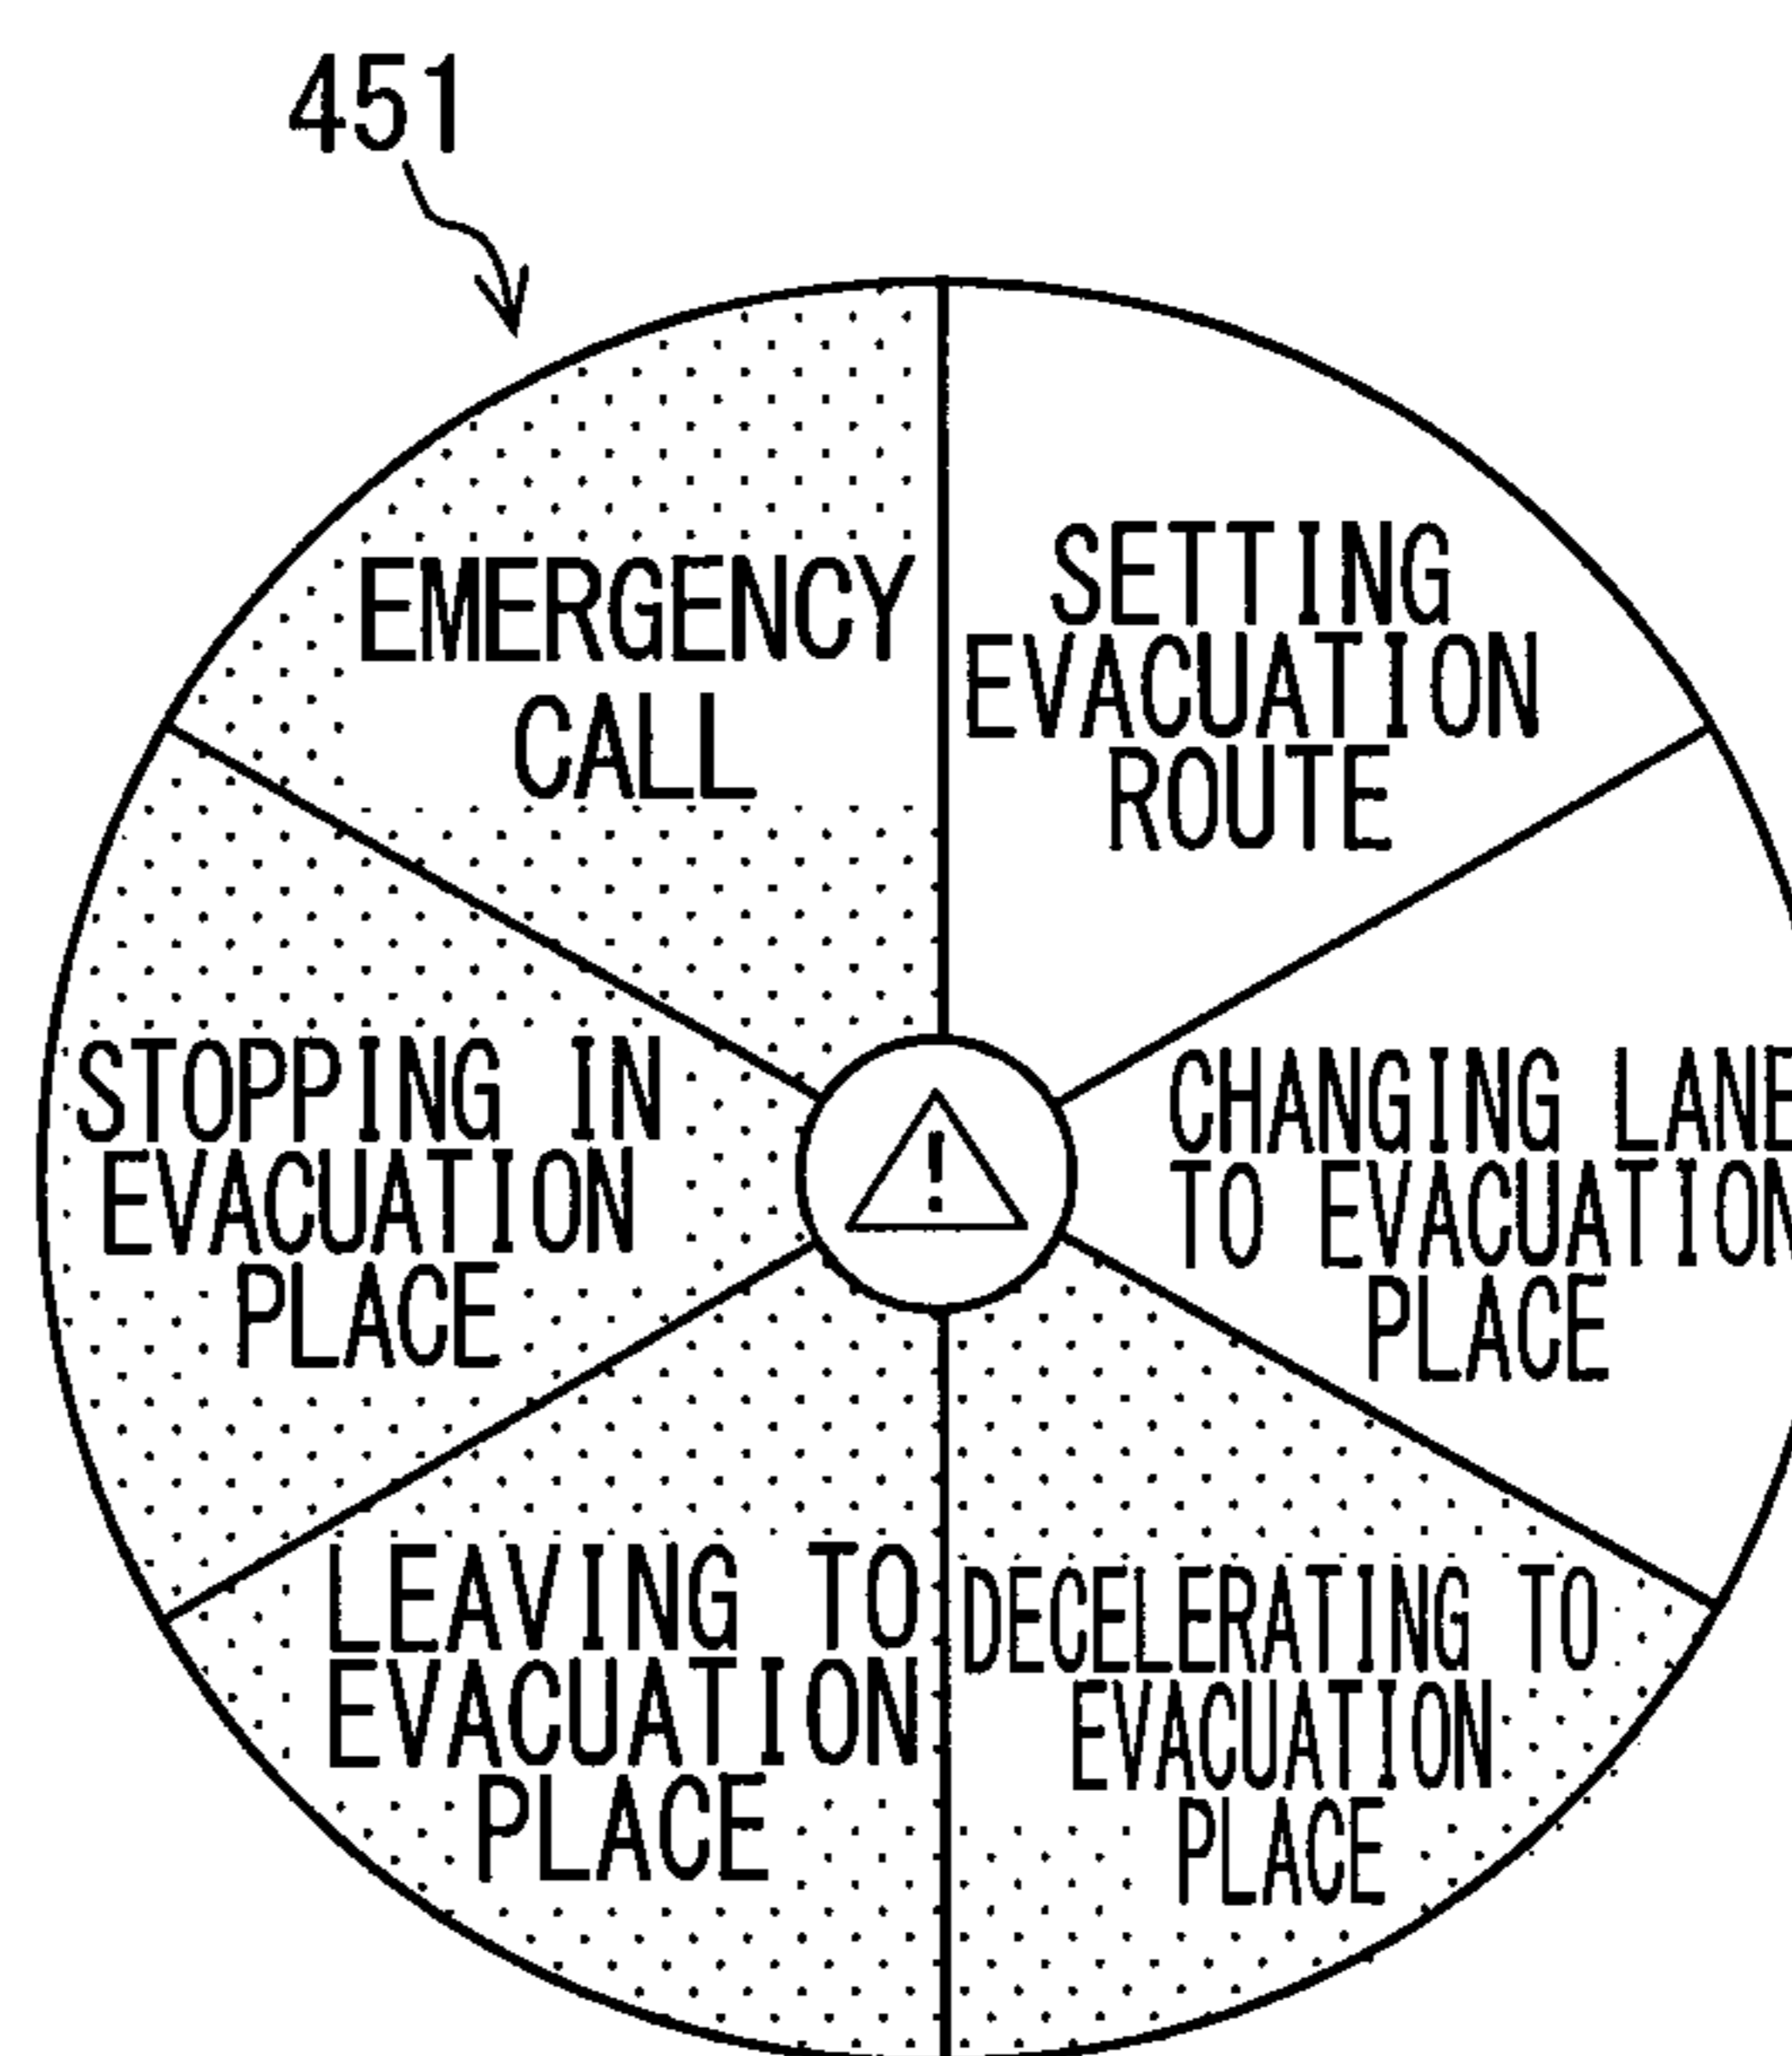 451
EMERGENCY
CALL
SETTING
EVACUATION
ROUTE
STOPPING IN
EVACUATION
PLACE
!
CHANGING LANE
TO EVACUATION
PLACE
LEAVING TO
EVACUATION
PLACE
DECELERATING TO
EVACUATION
PLACE